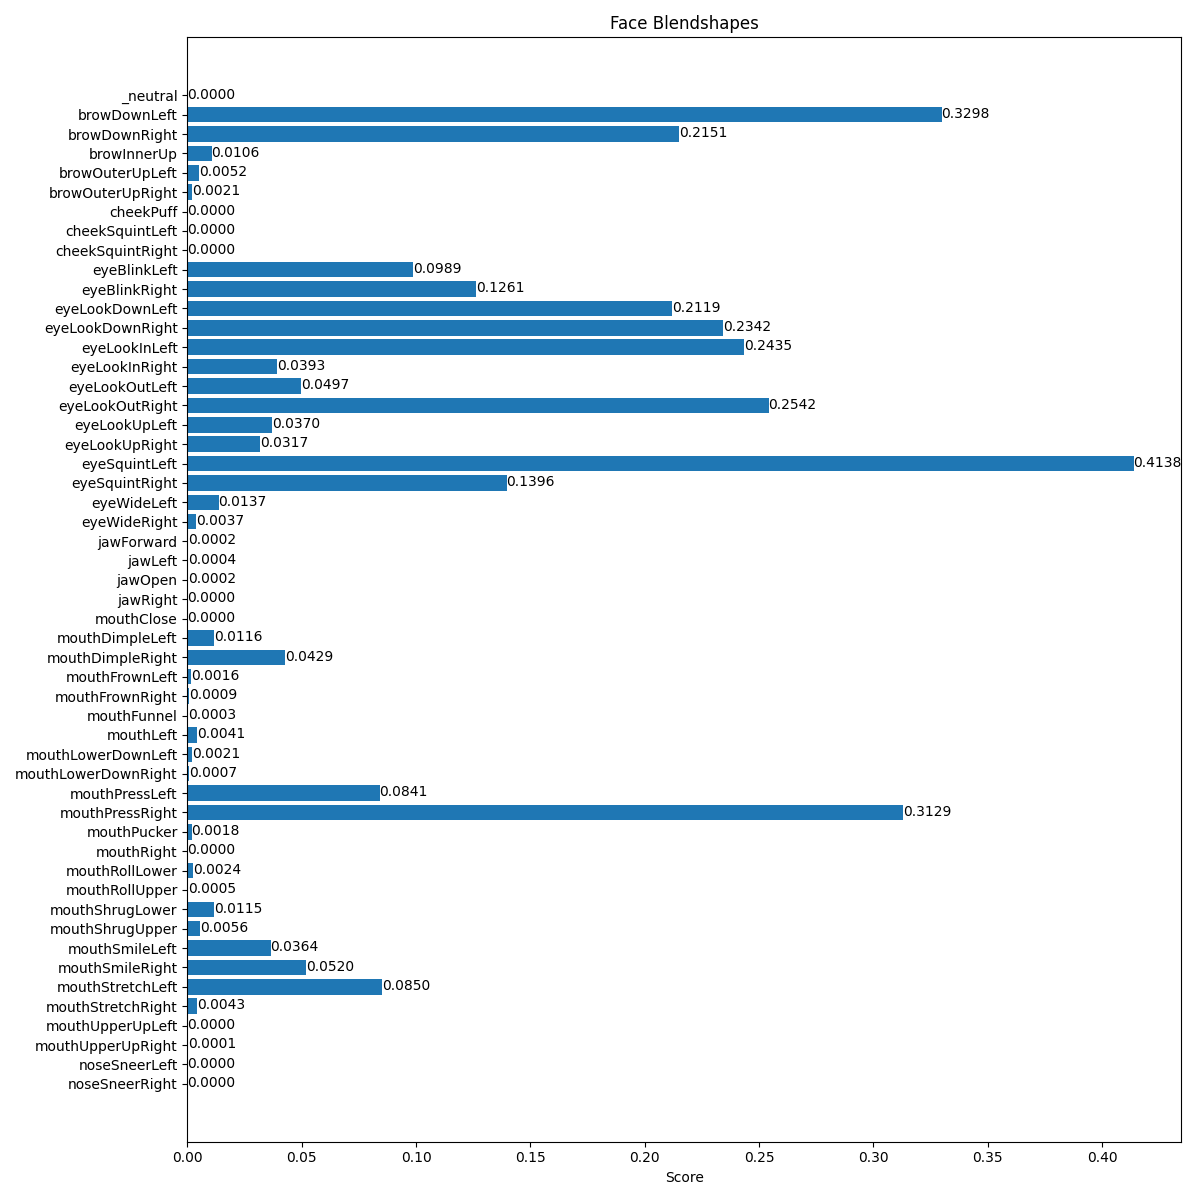 Face Blendshapes
_neutral 0.0000
browDownLeft 0.3298
browDownRight 0.2151
browInnerUp 0.0106
browOuterUpLeft 0.0052
browOuterUpRight 0.0021
cheekPuff 0.0000
cheekSquintLeft 0.0000
cheekSquintRight 0.0000
eyeBlinkLeft 0.0989
eyeBlinkRight 0.1261
eyeLookDownLeft 0.2119
eyeLookDownRight 0.2342
eyeLookInLeft 0.2435
eyeLookInRight 0.0393
eyeLookOutLeft 0.0497
eyeLookOutRight 0.2542
eyeLookUpLeft 0.0370
eyeLookUpRight 0.0317
eyeSquintLeft 0.4138
eyeSquintRight 0.1396
eyeWideLeft 0.0137
eyeWideRight 0.0037
jawForward 0.0002
jawLeft 0.0004
jawOpen 0.0002
jawRight 0.0000
mouthClose 0.0000
mouthDimpleLeft 0.0116
mouthDimpleRight 0.0429
mouthFrownLeft 0.0016
mouthFrownRight 0.0009
mouthFunnel 0.0003
mouthLeft 0.0041
mouthLowerDownLeft 0.0021
mouthLowerDownRight 0.0007
mouthPressLeft 0.0841
mouthPressRight 0.3129
mouthPucker 0.0018
mouthRight 0.0000
mouthRollLower 0.0024
mouthRollUpper 0.0005
mouthShrugLower 0.0115
mouthShrugUpper 0.0056
mouthSmileLeft 0.0364
mouthSmileRight 0.0520
mouthStretchLeft 0.0850
mouthStretchRight 0.0043
mouthUpperUpLeft 0.0000
mouthUpperUpRight 0.0001
noseSneerLeft 0.0000
noseSneerRight 0.0000
0.00 0.05 0.10 0.15 0.20 0.25 0.30 0.35 0.40
Score